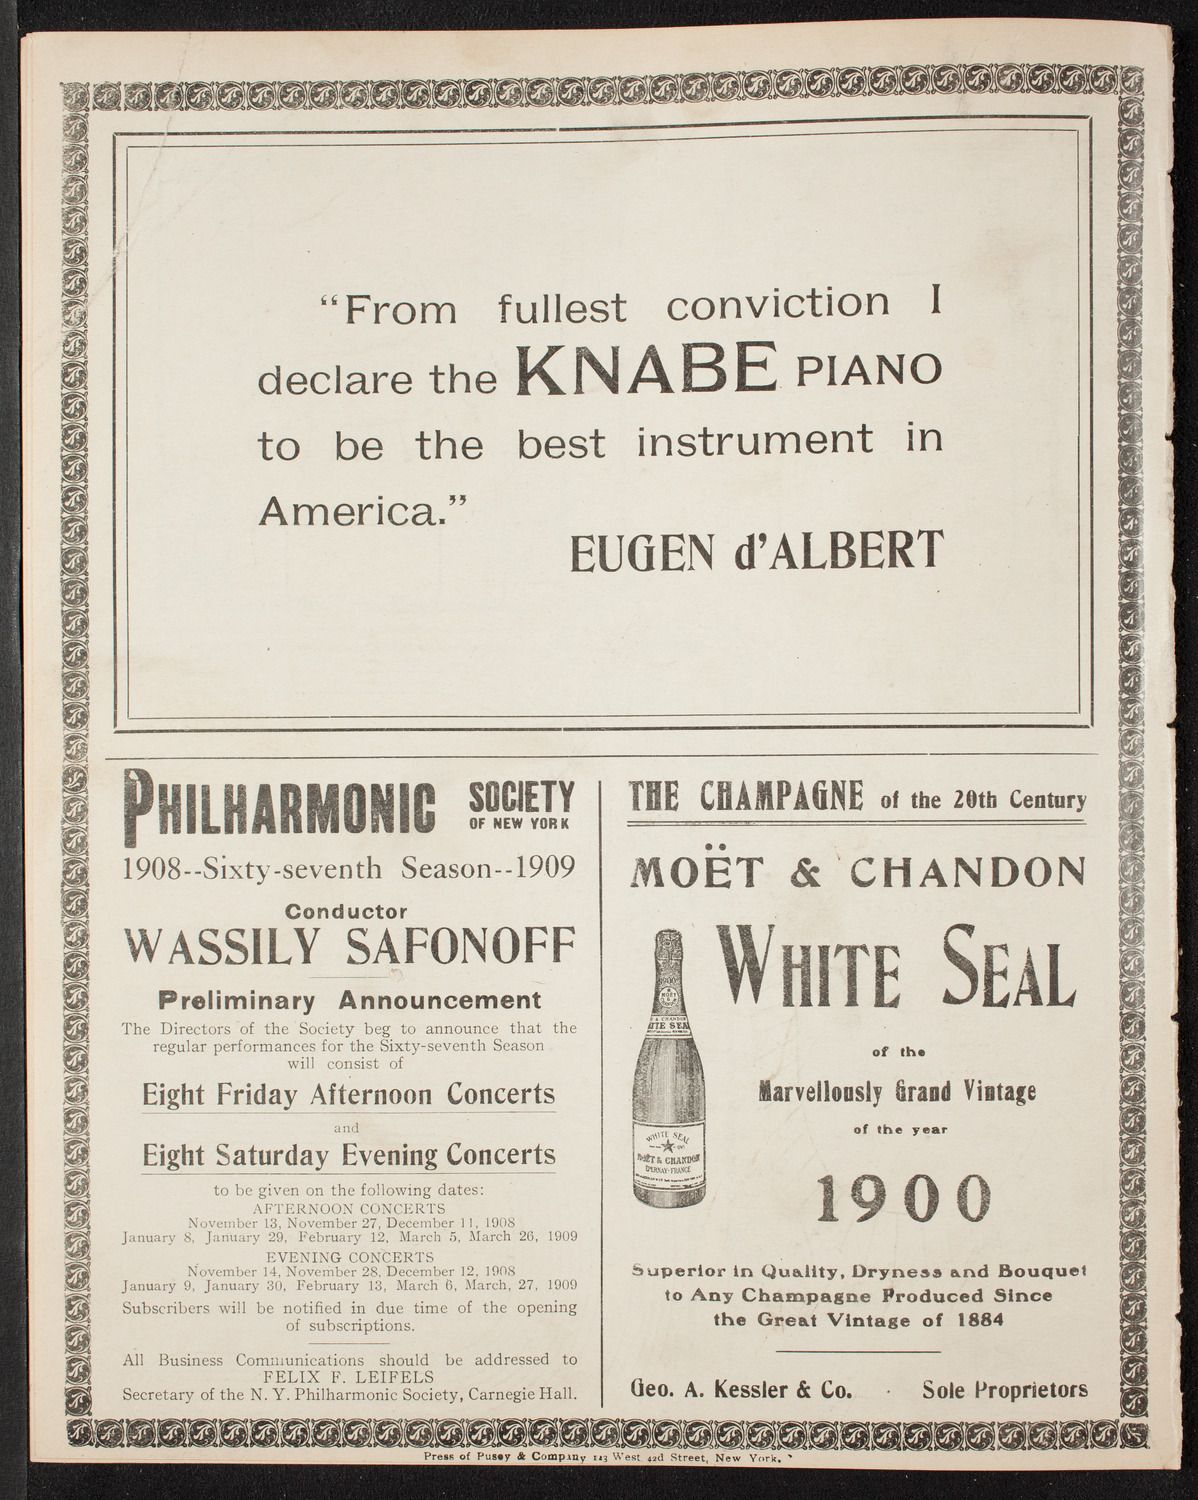 “From fullest conviction I
declare the KNABE PIANO
to be the best instrument in
America.”
EUGEN d’ALBERT
PHILHARMONIC SOCIETY
OF NEW YORK
1908--Sixty-seventh Season--1909
Conductor
WASSILY SAFONOFF
Preliminary Announcement
The Directors of the Society beg to announce that the
regular performances for the Sixty-seventh Season
will consist of
Eight Friday Afternoon Concerts
and
Eight Saturday Evening Concerts
to be given on the following dates:
AFTERNOON CONCERTS
November 13, November 27, December 11, 1908
January 8, January 29, February 12, March 5, March 26, 1909
EVENING CONCERTS
November 14, November 28, December 12, 1908
January 9, January 30, February 13, March 6, March, 27, 1909
Subscribers will be notified in due time of the opening
of subscriptions.
All Business Communications should be addressed to
FELIX F. LEIFELS
Secretary of the N. Y. Philharmonic Society, Carnegie Hall.
THE CHAMPAGNE of the 20th Century
MOËT & CHANDON
WHITE SEAL
of the
Marvellously Grand Vintage
of the year
1900
WHITE SEAL
MOËT & CHANDON
EPERNAY-FRANCE
Superior in Quality, Dryness and Bouquet
to Any Champagne Produced Since
the Great Vintage of 1884
Geo. A. Kessler & Co. · Sole Proprietors
Press of Pusey & Company 123 West 42d Street, New York.